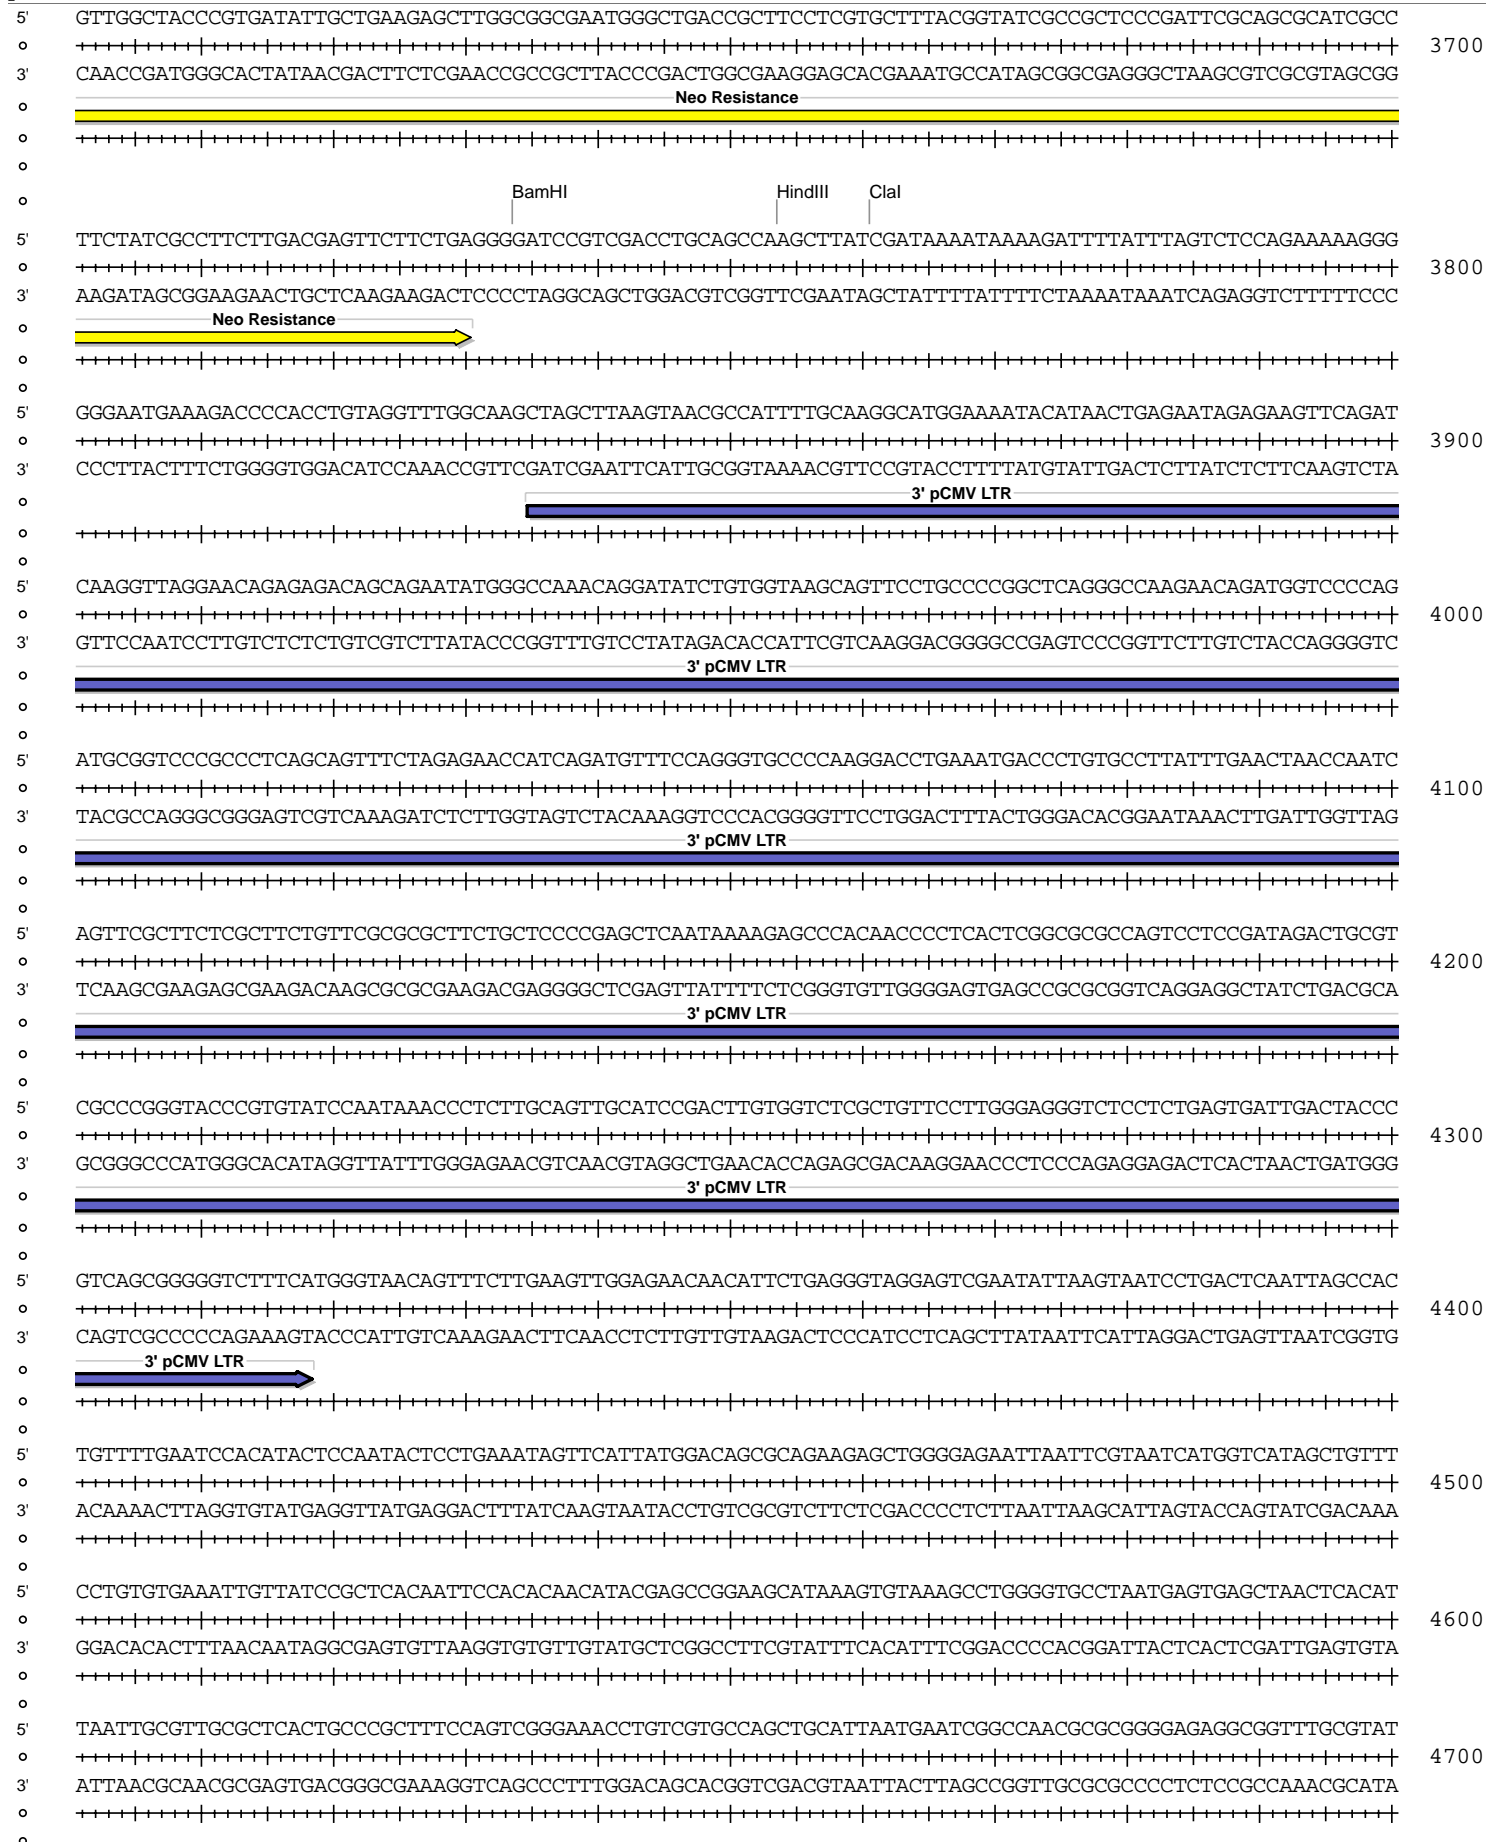 5' GTTGGCTACCCGTGATATTGCTGAAGAGCTTGGCGGCGAATGGGCTGACCGCTTCCTCGTGCTTTACGGTATCGCCGCTCCCGATTCGCAGCGCATCGCC
3700
3' CAACCGATGGGCACTATAACGACTTCTCGAACCGCCGCTTACCCGACTGGCGAAGGAGCACGAAATGCCATAGCGGCGAGGGCTAAGCGTCGCGTAGCGG
Neo Resistance
BamHI HindIII ClaI
5' TTCTATCGCCTTCTTGACGAGTTCTTCTGAGGGGATCCGTCGACCTGCAGCCAAGCTTATCGATAAAATAAAAGATTTTATTTAGTCTCCAGAAAAAGGG
3800
3' AAGATAGCGGAAGAACTGCTCAAGAAGACTCCCCTAGGCAGCTGGACGTCGGTTCGAATAGCTATTTTATTTTCTAAAATAAATCAGAGGTCTTTTTCCC
Neo Resistance
5' GGGAATGAAAGACCCCACCTGTAGGTTTGGCAAGCTAGCTTAAGTAACGCCATTTTGCAAGGCATGGAAAATACATAACTGAGAATAGAGAAGTTCAGAT
3900
3' CCCTTACTTTCTGGGGTGGACATCCAAACCGTTCGATCGAATTCATTGCGGTAAAACGTTCCGTACCTTTTATGTATTGACTCTTATCTCTTCAAGTCTA
3' pCMV LTR
5' CAAGGTTAGGAACAGAGAGACAGCAGAATATGGGCCAAACAGGATATCTGTGGTAAGCAGTTCCTGCCCCGGCTCAGGGCCAAGAACAGATGGTCCCCAG
4000
3' GTTCCAATCCTTGTCTCTCTGTCGTCTTATACCCGGTTTGTCCTATAGACACCATTCGTCAAGGACGGGGCCGAGTCCCGGTTCTTGTCTACCAGGGGTC
3' pCMV LTR
5' ATGCGGTCCCGCCCTCAGCAGTTTCTAGAGAACCATCAGATGTTTCCAGGGTGCCCCAAGGACCTGAAATGACCCTGTGCCTTATTTGAACTAACCAATC
4100
3' TACGCCAGGGCGGGAGTCGTCAAAGATCTCTTGGTAGTCTACAAAGGTCCCACGGGGTTCCTGGACTTTACTGGGACACGGAATAAACTTGATTGGTTAG
3' pCMV LTR
5' AGTTCGCTTCTCGCTTCTGTTCGCGCGCTTCTGCTCCCCGAGCTCAATAAAAGAGCCCACAACCCCTCACTCGGCGCGCCAGTCCTCCGATAGACTGCGT
4200
3' TCAAGCGAAGAGCGAAGACAAGCGCGCGAAGACGAGGGGCTCGAGTTATTTTCTCGGGTGTTGGGGAGTGAGCCGCGCGGTCAGGAGGCTATCTGACGCA
3' pCMV LTR
5' CGCCCGGGTACCCGTGTATCCAATAAACCCTCTTGCAGTTGCATCCGACTTGTGGTCTCGCTGTTCCTTGGGAGGGTCTCCTCTGAGTGATTGACTACCC
4300
3' GCGGGCCCATGGGCACATAGGTTATTTGGGAGAACGTCAACGTAGGCTGAACACCAGAGCGACAAGGAACCCTCCCAGAGGAGACTCACTAACTGATGGG
3' pCMV LTR
5' GTCAGCGGGGGTCTTTCATGGGTAACAGTTTCTTGAAGTTGGAGAACAACATTCTGAGGGTAGGAGTCGAATATTAAGTAATCCTGACTCAATTAGCCAC
4400
3' CAGTCGCCCCCAGAAAGTACCCATTGTCAAAGAACTTCAACCTCTTGTTGTAAGACTCCCATCCTCAGCTTATAATTCATTAGGACTGAGTTAATCGGTG
3' pCMV LTR
5' TGTTTTGAATCCACATACTCCAATACTCCTGAAATAGTTCATTATGGACAGCGCAGAAGAGCTGGGGAGAATTAATTCGTAATCATGGTCATAGCTGTTT
4500
3' ACAAAACTTAGGTGTATGAGGTTATGAGGACTTTATCAAGTAATACCTGTCGCGTCTTCTCGACCCCTCTTAATTAAGCATTAGTACCAGTATCGACAAA
5' CCTGTGTGAAATTGTTATCCGCTCACAATTCCACACAACATACGAGCCGGAAGCATAAAGTGTAAAGCCTGGGGTGCCTAATGAGTGAGCTAACTCACAT
4600
3' GGACACACTTTAACAATAGGCGAGTGTTAAGGTGTGTTGTATGCTCGGCCTTCGTATTTCACATTTCGGACCCCACGGATTACTCACTCGATTGAGTGTA
5' TAATTGCGTTGCGCTCACTGCCCGCTTTCCAGTCGGGAAACCTGTCGTGCCAGCTGCATTAATGAATCGGCCAACGCGCGGGGAGAGGCGGTTTGCGTAT
4700
3' ATTAACGCAACGCGAGTGACGGGCGAAAGGTCAGCCCTTTGGACAGCACGGTCGACGTAATTACTTAGCCGGTTGCGCGCCCCTCTCCGCCAAACGCATA